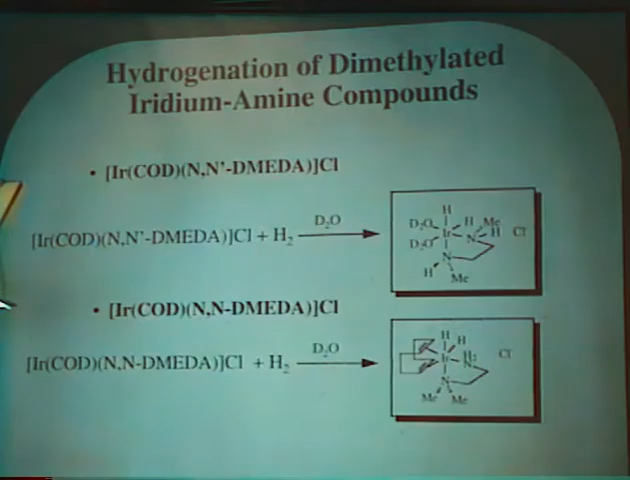 Hydrogenation of Dimethylated
Iridium-Amine Compounds
• [Ir(COD)(N,N'-DMEDA)]Cl
[Ir(COD)(N,N'-DMEDA)]Cl + H₂
D₂O
H
D₂O H Me
Ir N H Cl
D₂O
N
H Me
• [Ir(COD)(N,N-DMEDA)]Cl
[Ir(COD)(N,N-DMEDA)]Cl + H₂
D₂O
H H
Cl
Ir
N
Me Me